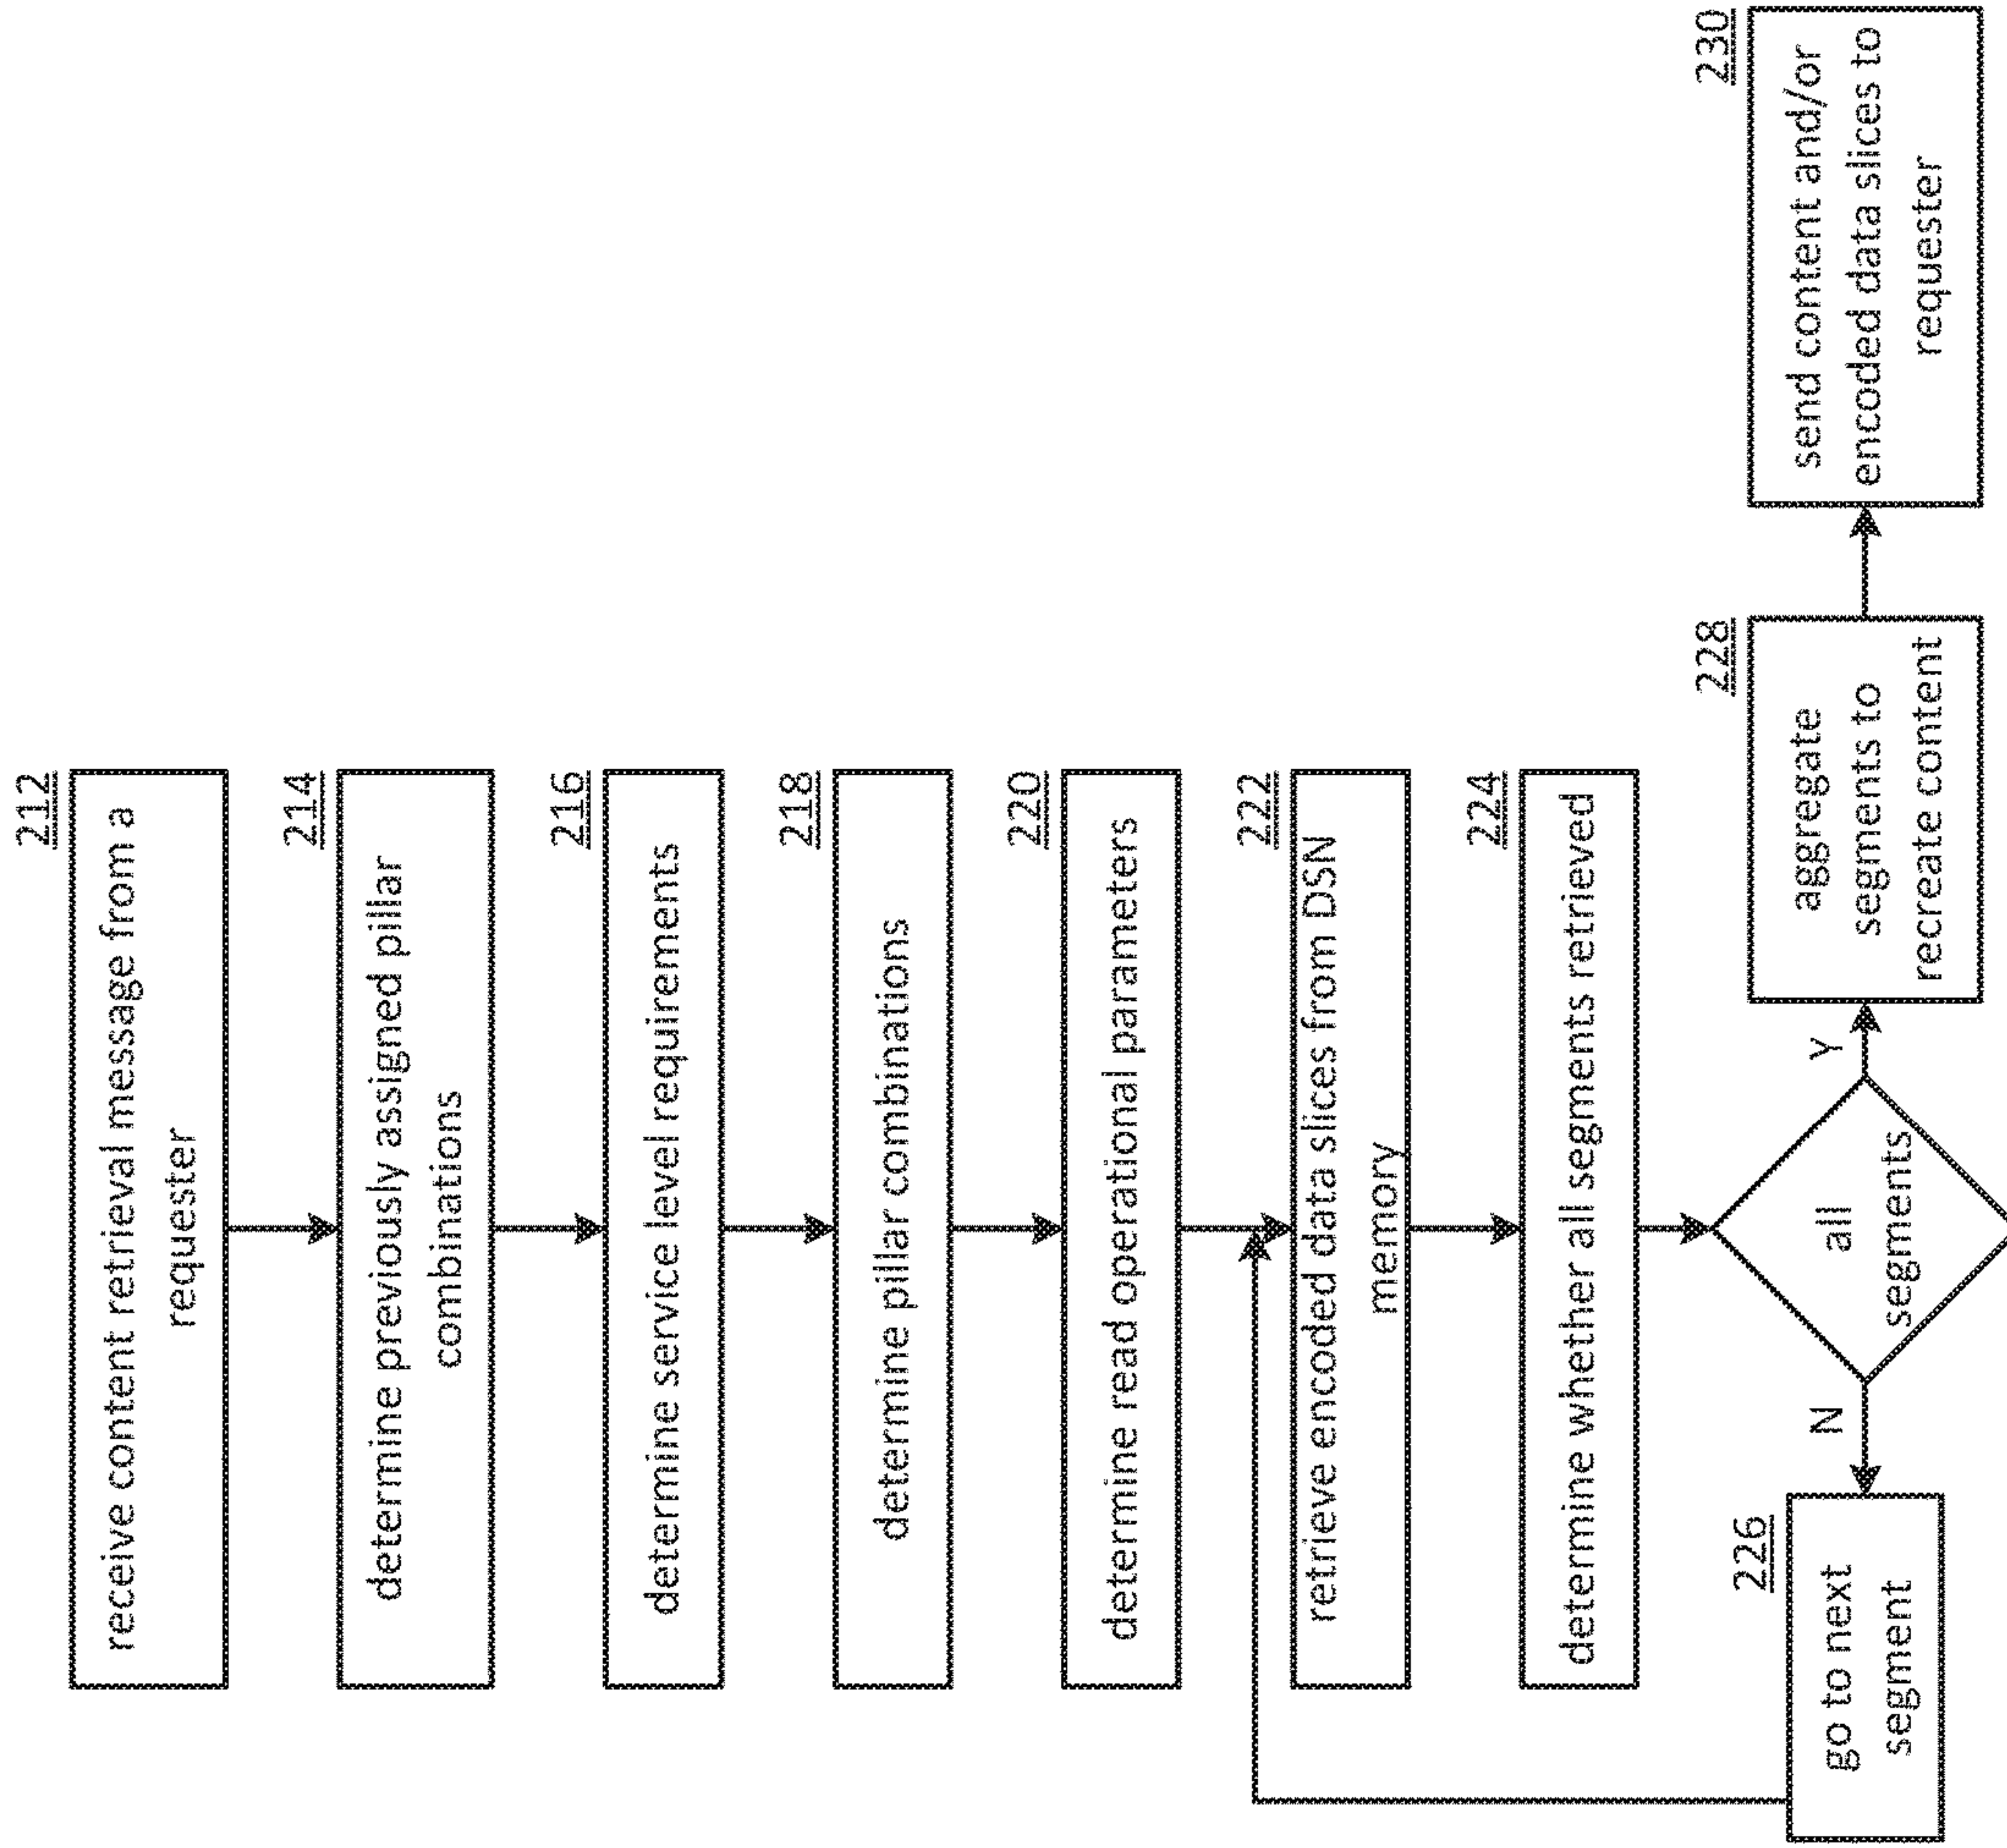 212
receive content retrieval message from a
requester
214
determine previously assigned pillar
combinations
216
determine service level requirements
218
determine pillar combinations
220
determine read operational parameters
222
retrieve encoded data slices from DSN
memory
224
determine whether all segments retrieved
all
segments
N
Y
226
go to next
segment
228
aggregate
segments to
recreate content
230
send content and/or
encoded data slices to
requester